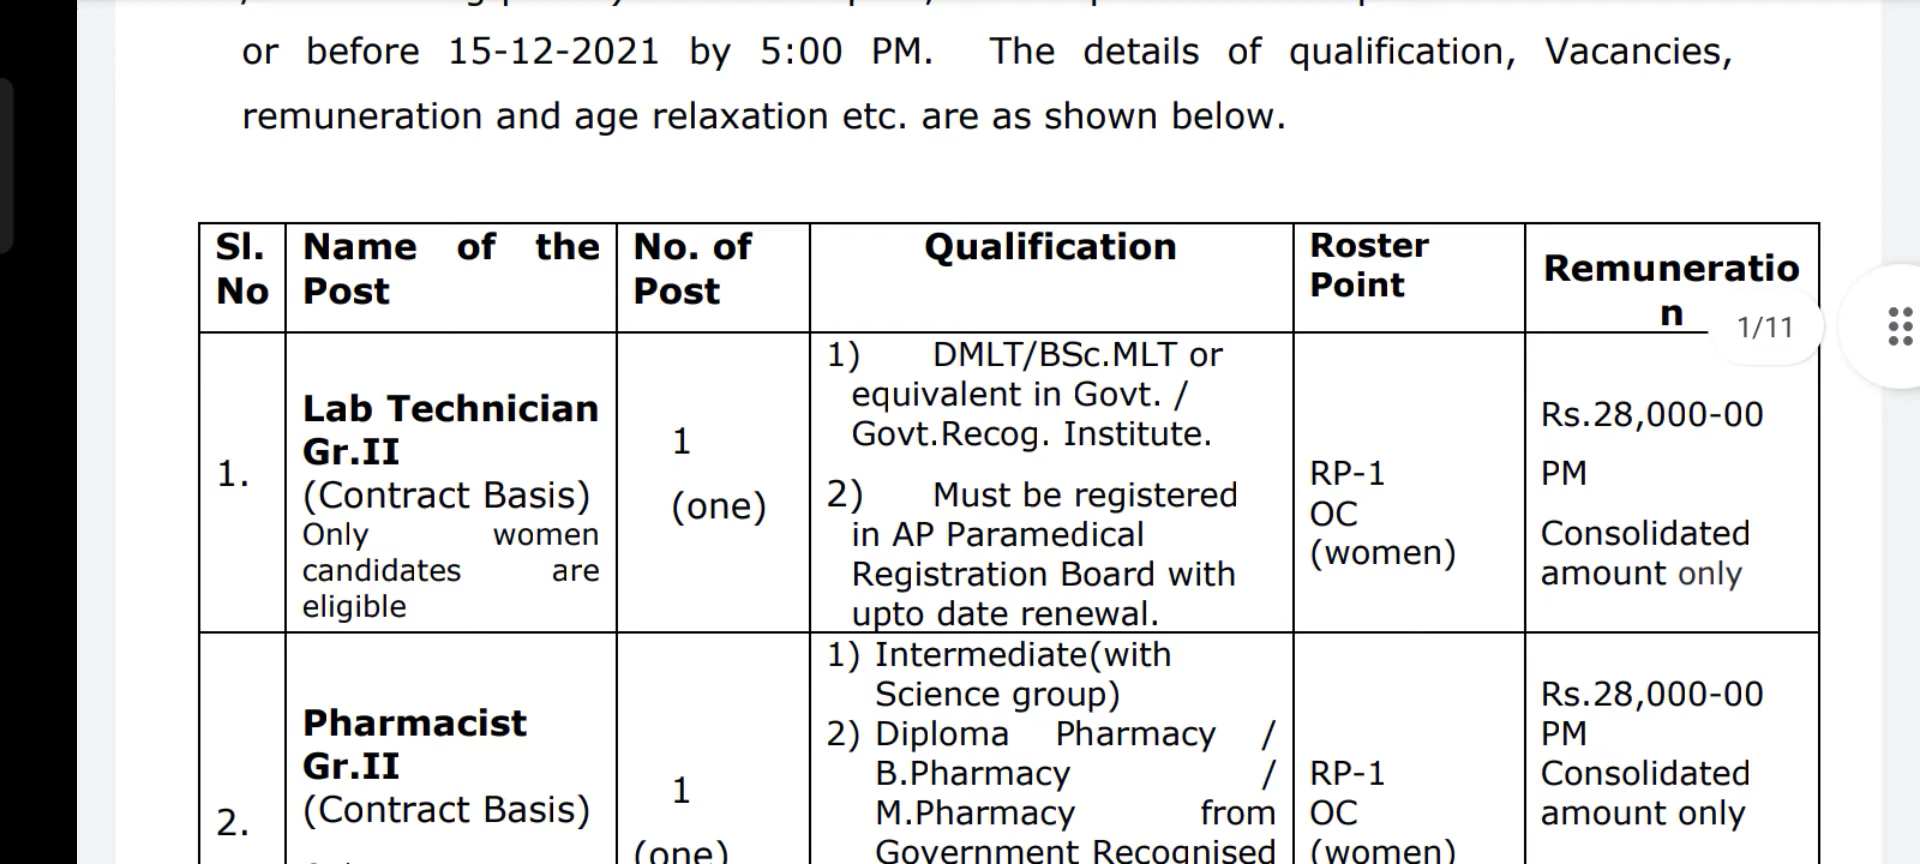 or before 15-12-2021 by 5:00 PM. The details of qualification, Vacancies,
remuneration and age relaxation etc. are as shown below.
Sl. No
Name of the Post
No. of Post
Qualification
Roster Point
Remuneratio
n
1/11
1.
Lab Technician
Gr.II
(Contract Basis)
Only women
candidates are
eligible
1
(one)
1) DMLT/BSc.MLT or
equivalent in Govt. /
Govt.Recog. Institute.
2) Must be registered
in AP Paramedical
Registration Board with
upto date renewal.
RP-1
OC
(women)
Rs.28,000-00
PM
Consolidated
amount only
2.
Pharmacist
Gr.II
(Contract Basis)
1
(one)
1) Intermediate(with
Science group)
2) Diploma Pharmacy /
B.Pharmacy /
M.Pharmacy from
Government Recognised
RP-1
OC
(women)
Rs.28,000-00
PM
Consolidated
amount only